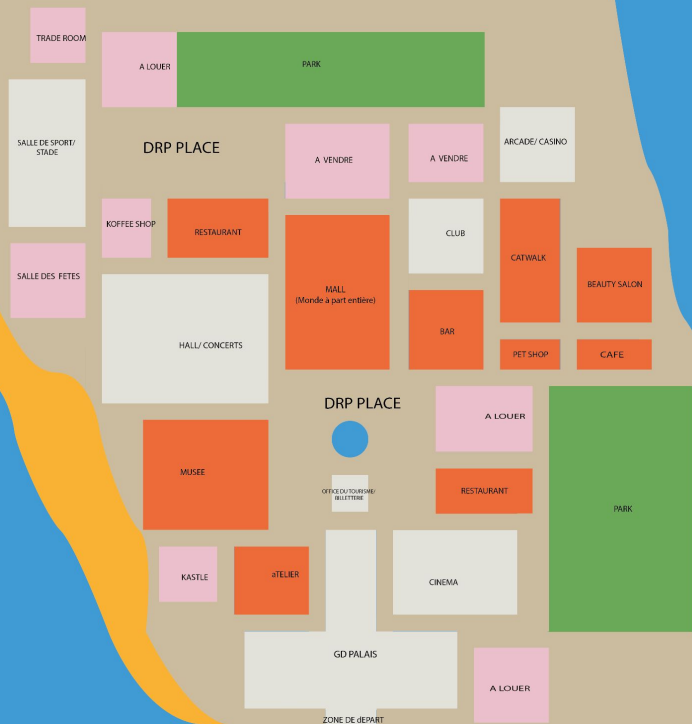 TRADE ROOM
A LOUER
PARK
SALLE DE SPORT/
STADE
DRP PLACE
A VENDRE
A VENDRE
ARCADE/ CASINO
KOFFEE SHOP
RESTAURANT
CLUB
CATWALK
SALLE DES FETES
MALL
(Monde à part entière)
BEAUTY SALON
HALL/ CONCERTS
BAR
PET SHOP
CAFE
DRP PLACE
A LOUER
MUSEE
OFFICE DU TOURISME/
BILLETTERIE
RESTAURANT
PARK
KASTLE
aTELIER
CINEMA
GD PALAIS
A LOUER
ZONE DE dEPART